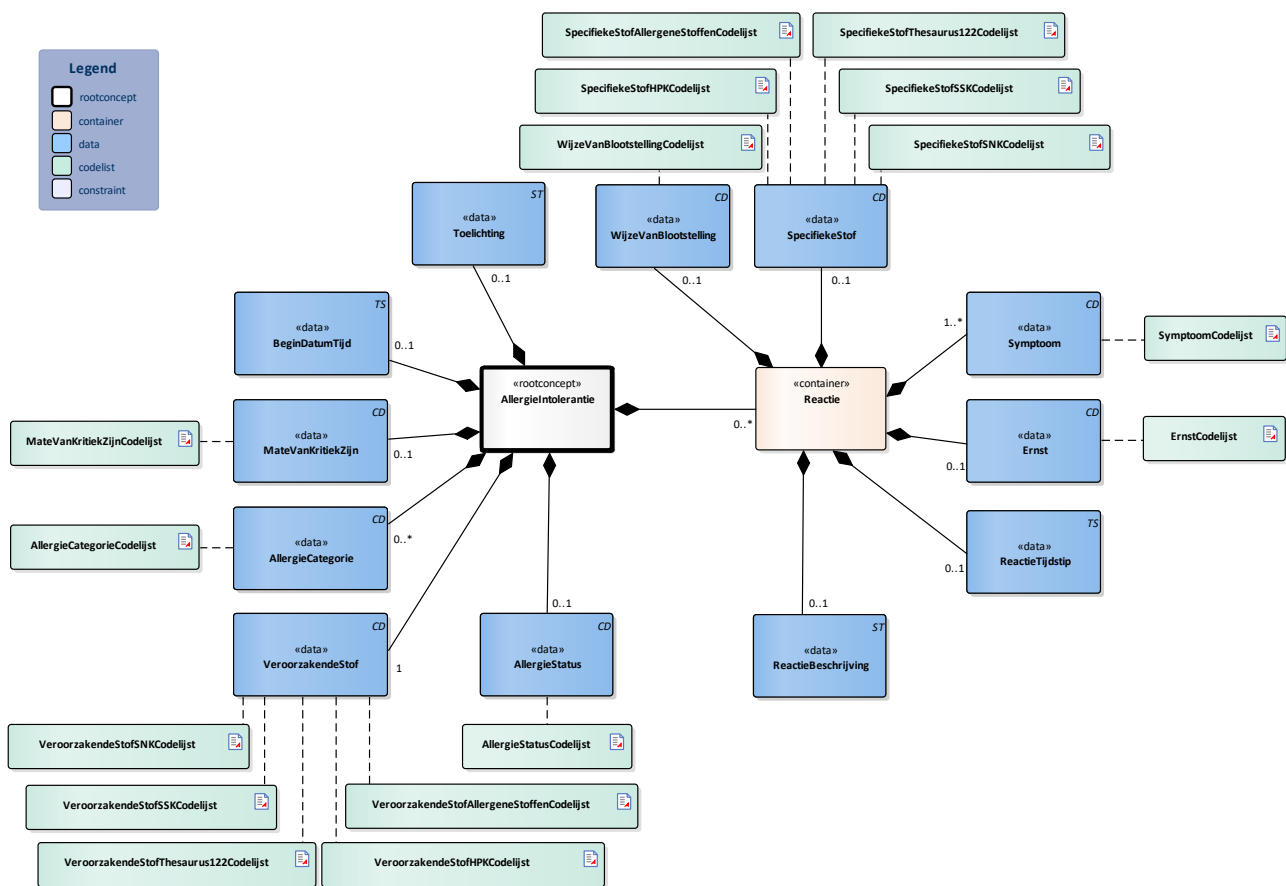 Legend
rootconcept
container
data
codelist
constraint
SpecifiekeStofAllergeneStoffenCodelijst
SpecifiekeStofThesaurus122Codelijst
SpecifiekeStofHPKCodelijst
SpecifiekeStofSSKCodelijst
WijzeVanBlootstellingCodelijst
SpecifiekeStofSNKCodelijst
ST
«data»
Toelichting
0..1
CD
«data»
WijzeVanBlootstelling
0..1
CD
«data»
SpecifiekeStof
0..1
TS
«data»
BeginDatumTijd
0..1
CD
«data»
Symptoom
1..*
SymptoomCodelijst
«rootconcept»
AllergieIntolerantie
«container»
Reactie
0..*
MateVanKritiekZijnCodelijst
CD
«data»
MateVanKritiekZijn
0..1
CD
«data»
Ernst
0..1
ErnstCodelijst
AllergieCategorieCodelijst
CD
«data»
AllergieCategorie
0..*
TS
«data»
ReactieTijdstip
0..1
CD
«data»
VeroorzakendeStof
1
0..1
CD
«data»
AllergieStatus
0..1
ST
«data»
ReactieBeschrijving
VeroorzakendeStofSNKCodelijst
AllergieStatusCodelijst
VeroorzakendeStofSSKCodelijst
VeroorzakendeStofAllergeneStoffenCodelijst
VeroorzakendeStofThesaurus122Codelijst
VeroorzakendeStofHPKCodelijst